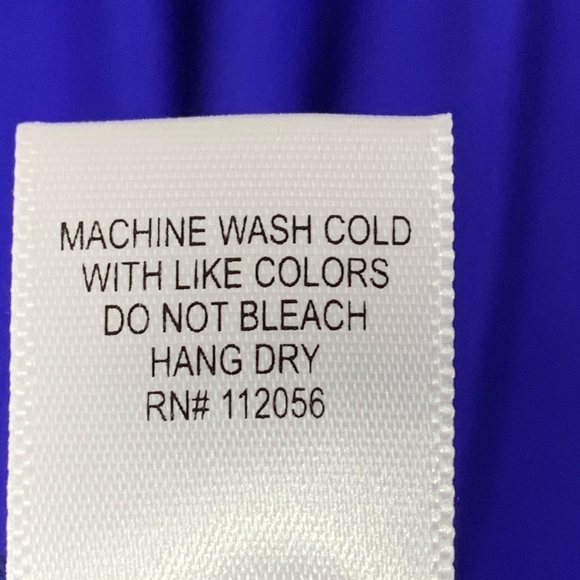 MACHINE WASH COLD
WITH LIKE COLORS
DO NOT BLEACH
HANG DRY
RN# 112056